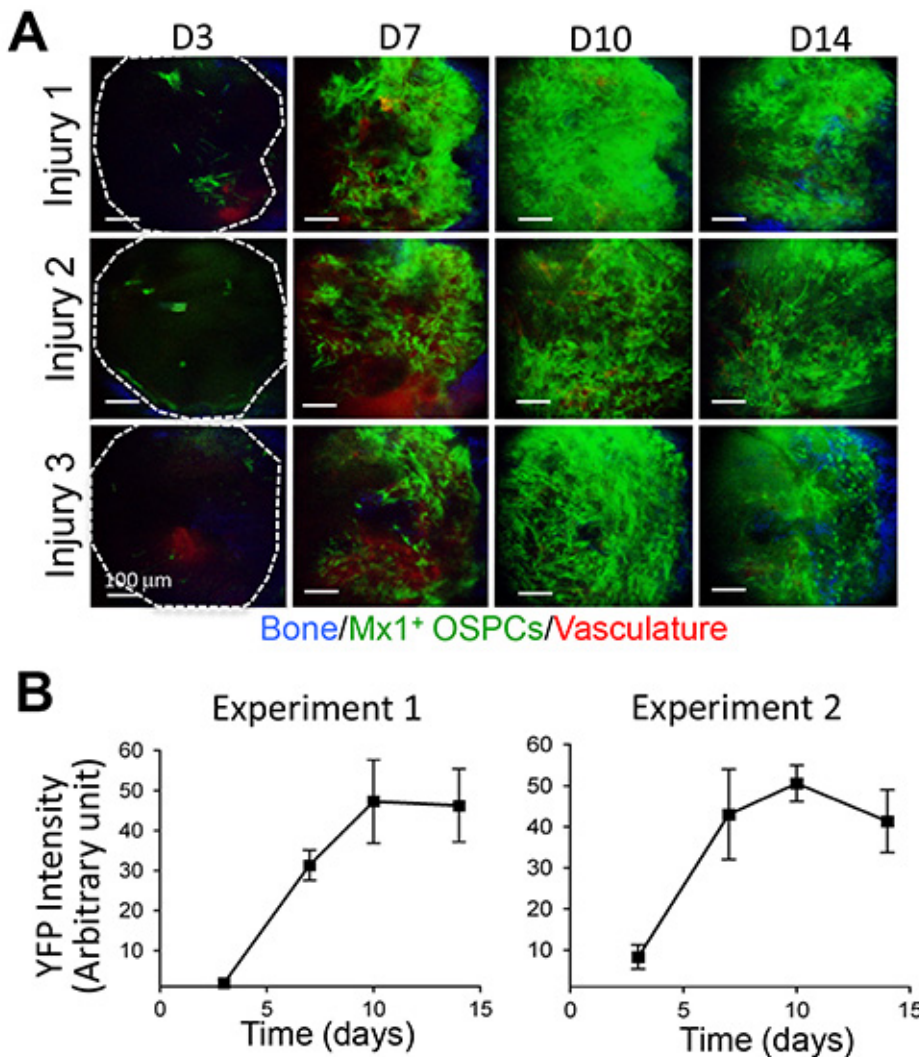 A
D3 D7 D10 D14
Injury 1
Injury 2
Injury 3
100 µm
Bone/Mx1⁺ OSPCs/Vasculature
B
Experiment 1 Experiment 2
YFP Intensity
(Arbitrary unit)
60
50
40
30
20
10
0 5 10 15
Time (days)
60
50
40
30
20
10
0 5 10 15
Time (days)